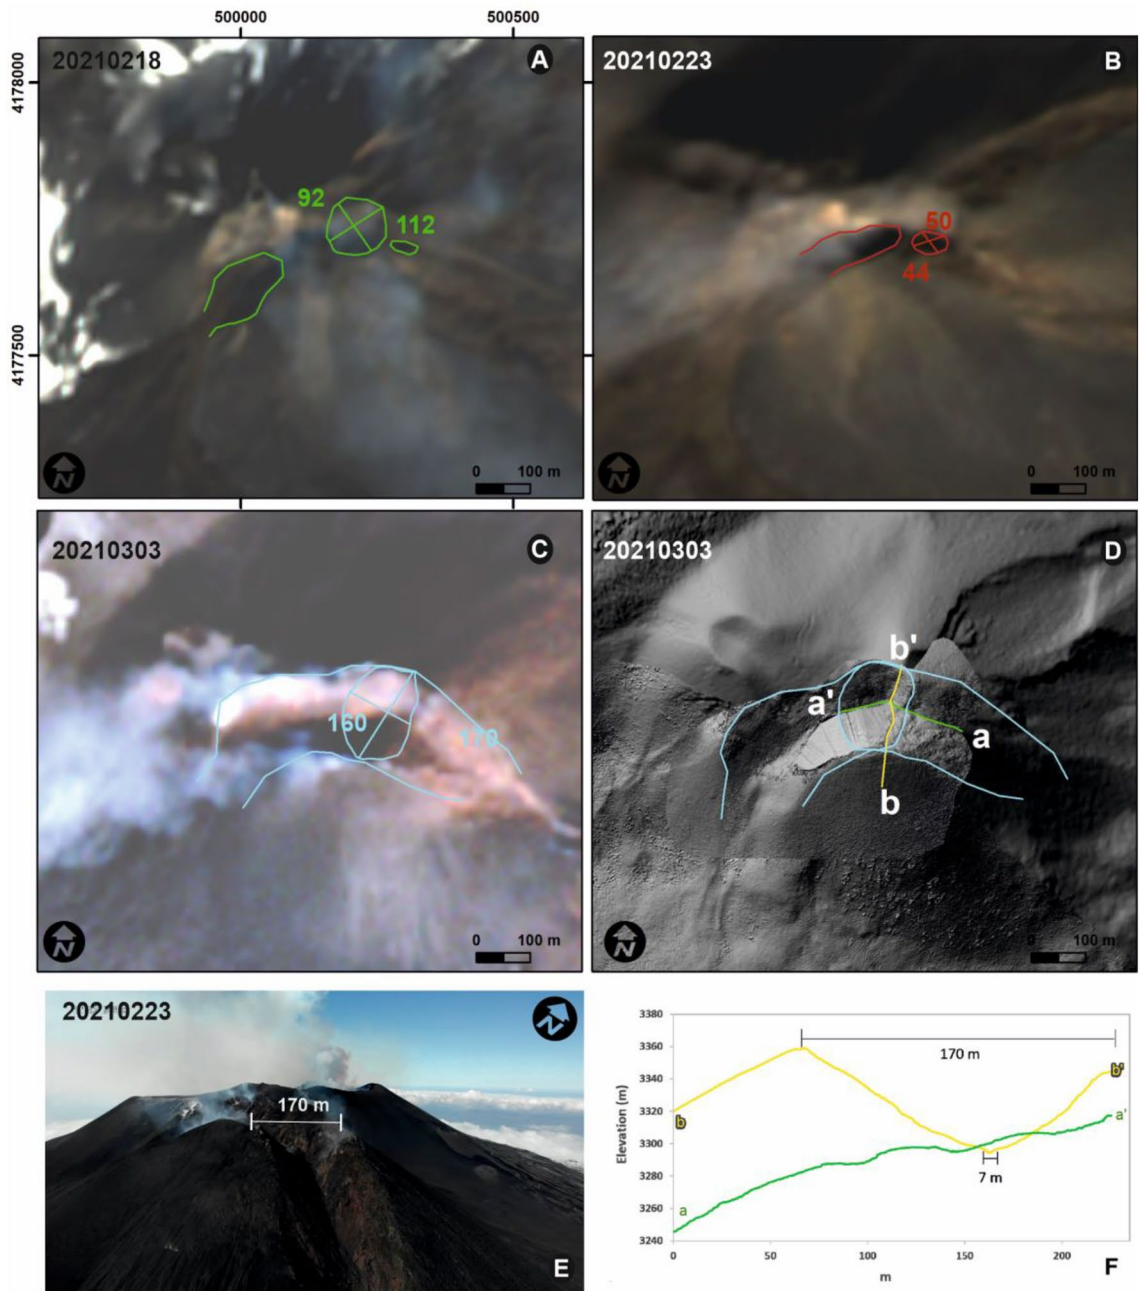 500000 500500
4178000
4177500
20210218 A
92
112
N
0 100 m
20210223 B
50
44
N
0 100 m
20210303 C
160
170
N
0 100 m
20210303 D
b'
a'
a
b
N
0 100 m
20210223
N
170 m
E
3380
3360
3340
3320
3300
3280
3260
3240
Elevation (m)
170 m
b'
a'
b
7 m
a
0 50 100 150 200
m
F